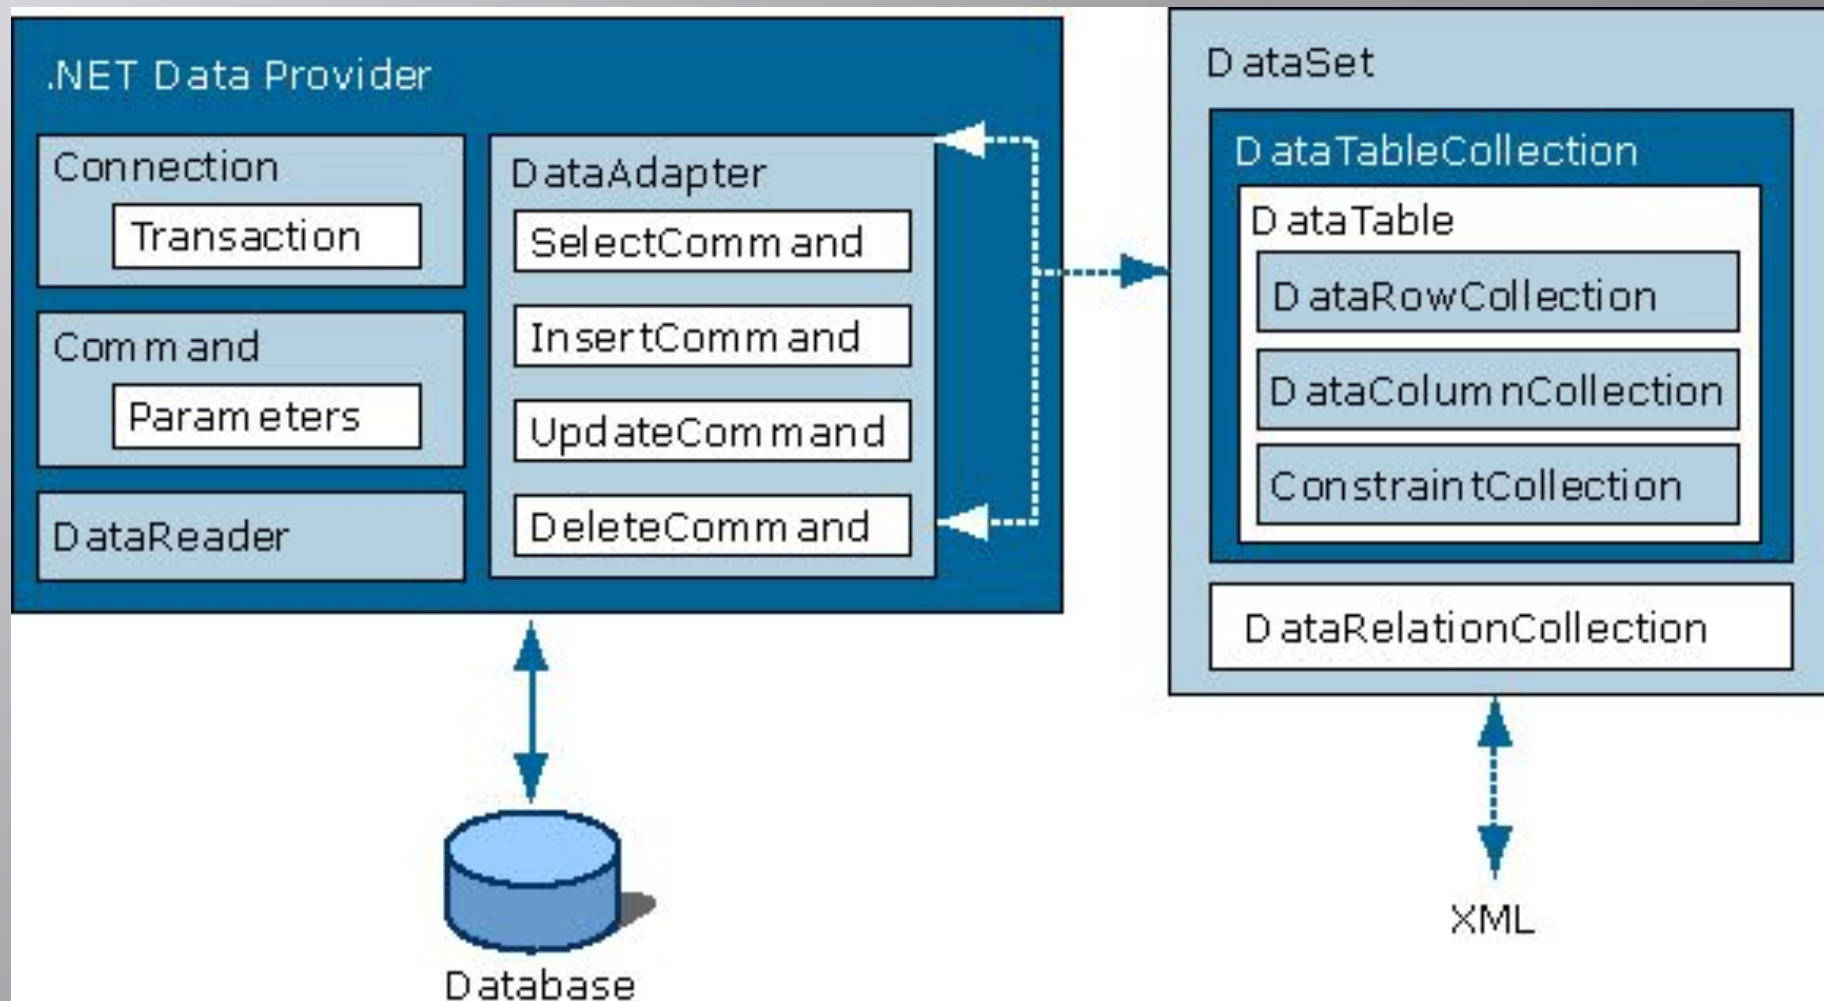 .NET Data Provider
Connection
Transaction
Command
Parameters
DataReader
DataAdapter
SelectCommand
InsertCommand
UpdateCommand
DeleteCommand
Database
DataSet
DataTableCollection
DataTable
DataRowCollection
DataColumnCollection
ConstraintCollection
DataRelationCollection
XML